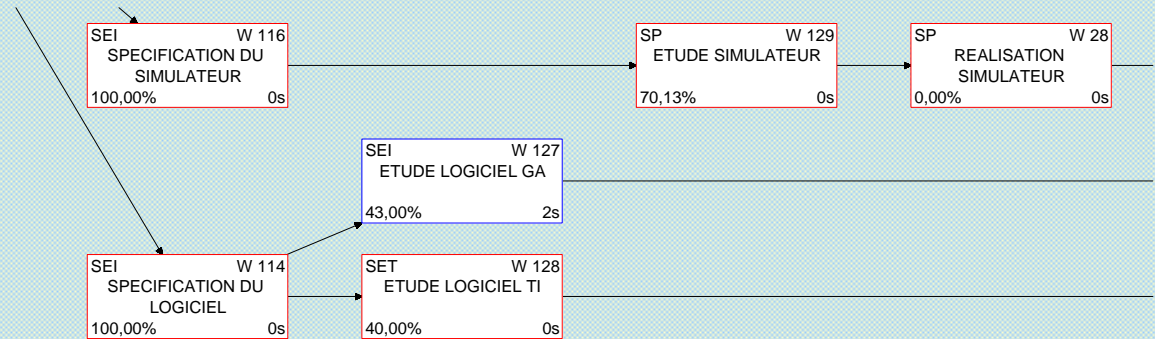 SEI W 116
SPECIFICATION DU
SIMULATEUR
100,00% 0s
SP W 129
ETUDE SIMULATEUR
70,13% 0s
SP W 28
REALISATION
SIMULATEUR
0,00% 0s
SEI W 127
ETUDE LOGICIEL GA
43,00% 2s
SEI W 114
SPECIFICATION DU
LOGICIEL
100,00% 0s
SET W 128
ETUDE LOGICIEL TI
40,00% 0s